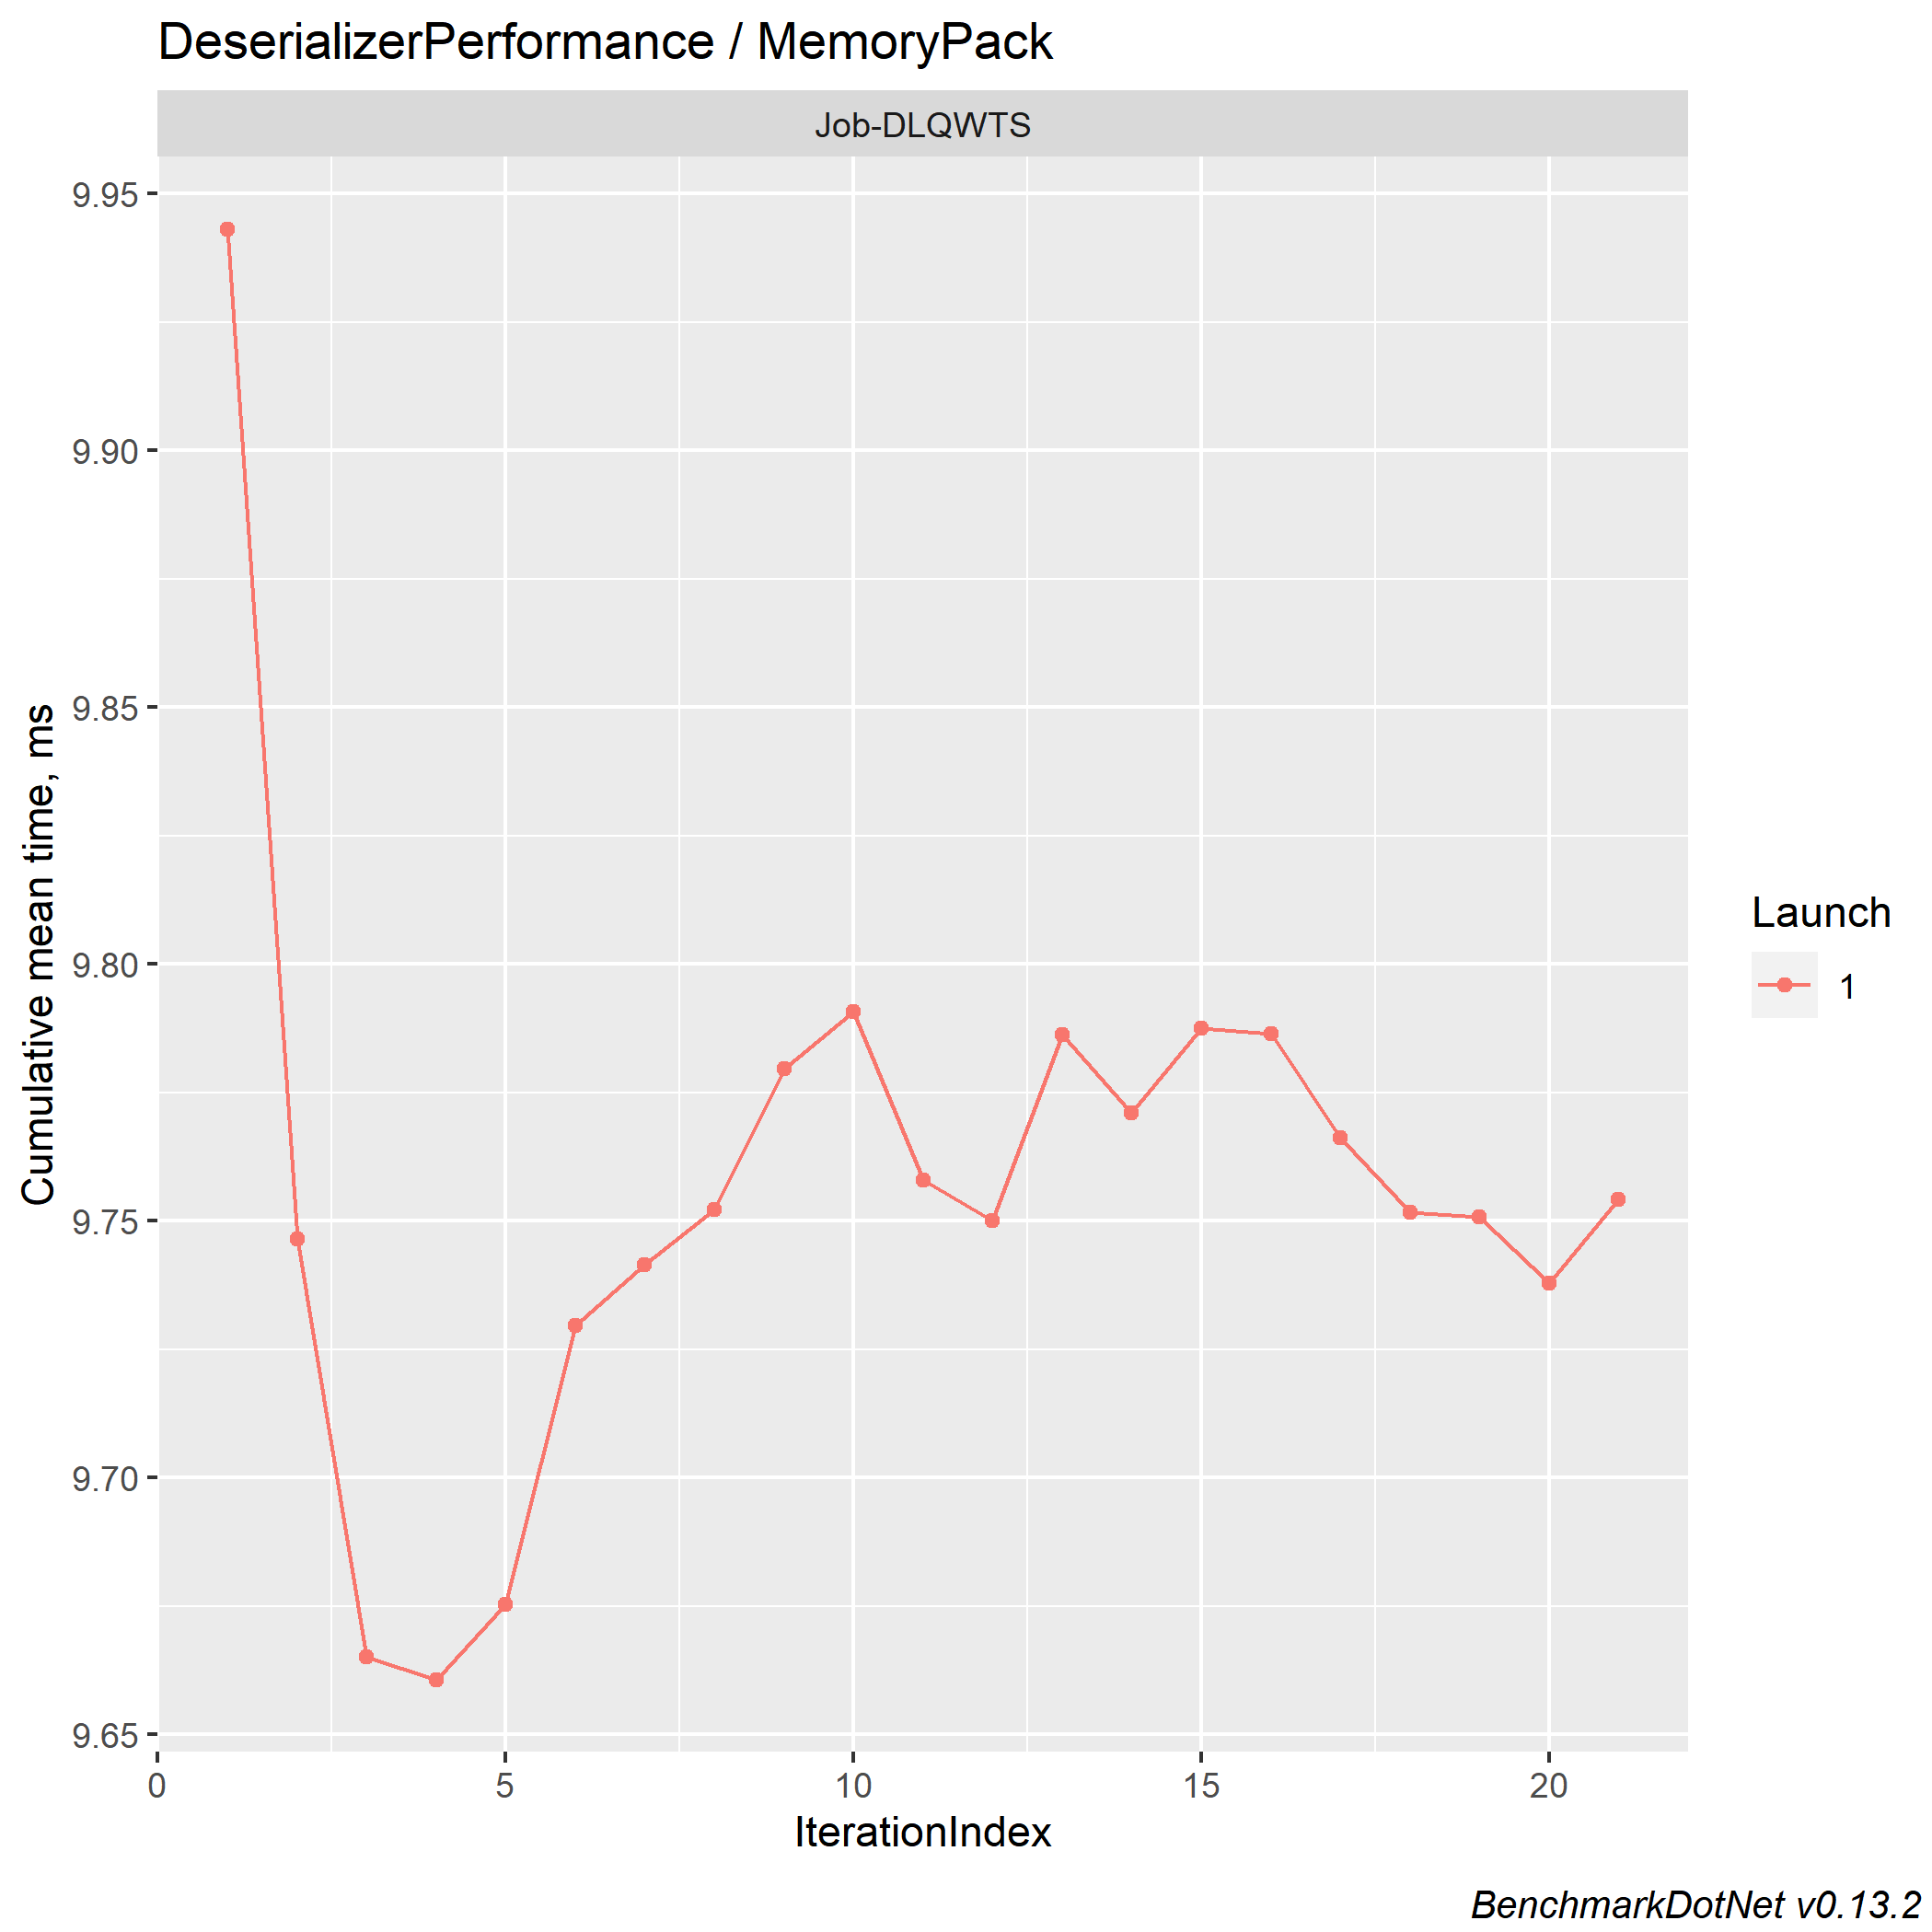 DeserializerPerformance / MemoryPack
Job-DLQWTS
Cumulative mean time, ms
9.95
9.90
9.85
9.80
9.75
9.70
9.65
0 5 10 15 20
IterationIndex
Launch
1
BenchmarkDotNet v0.13.2